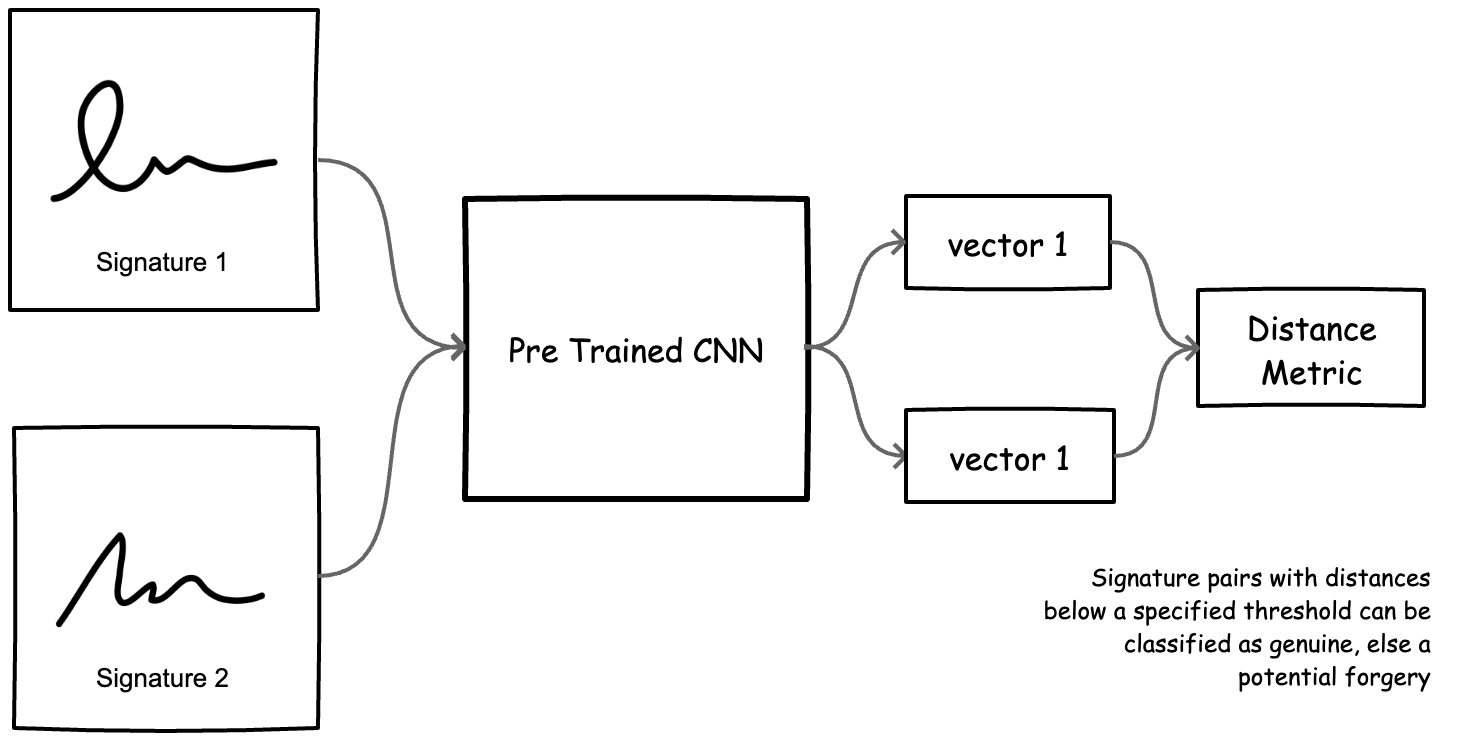 Signature 1
Pre Trained CNN
vector 1
vector 1
Distance
Metric
Signature 2
Signature pairs with distances
below a specified threshold can be
classified as genuine, else a
potential forgery